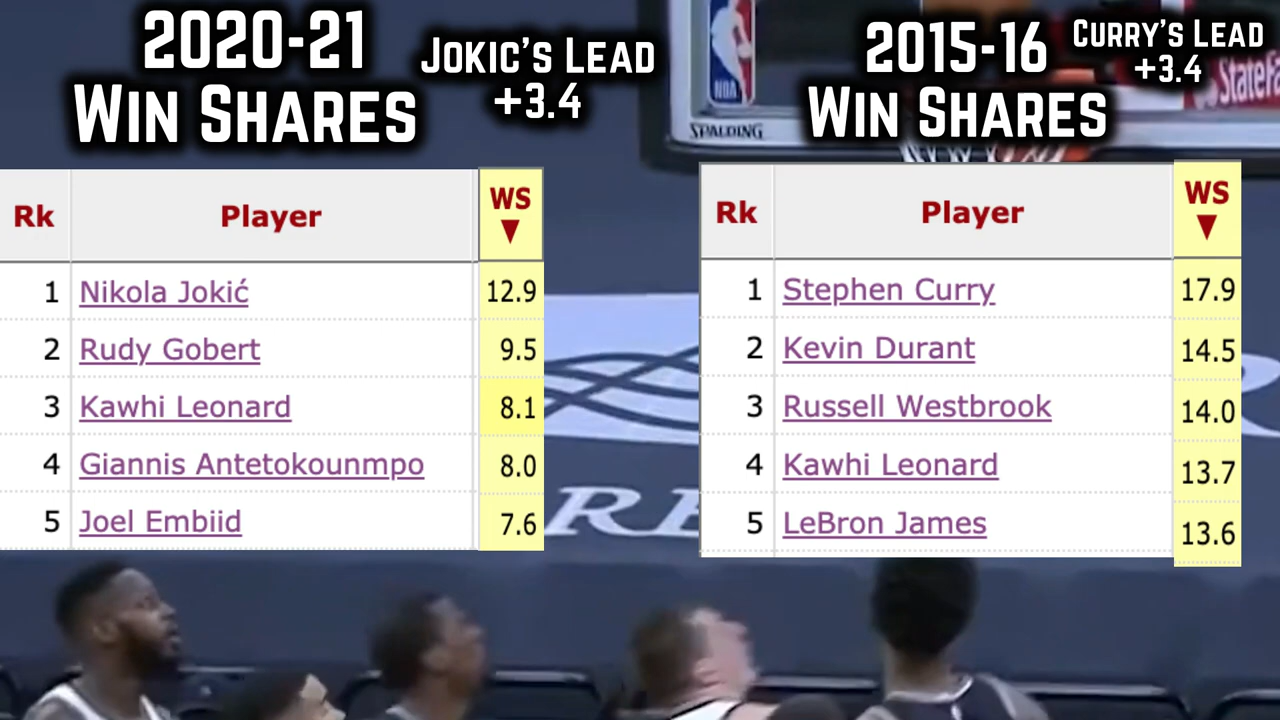 2020-21
Win Shares
Jokic's Lead
+3.4
2015-16
Win Shares
Curry's Lead
+3.4
NBA
SPALDING
StateFa
Rk Player WS ▼
1 Nikola Jokić 12.9
2 Rudy Gobert 9.5
3 Kawhi Leonard 8.1
4 Giannis Antetokounmpo 8.0
5 Joel Embiid 7.6
Rk Player WS ▼
1 Stephen Curry 17.9
2 Kevin Durant 14.5
3 Russell Westbrook 14.0
4 Kawhi Leonard 13.7
5 LeBron James 13.6